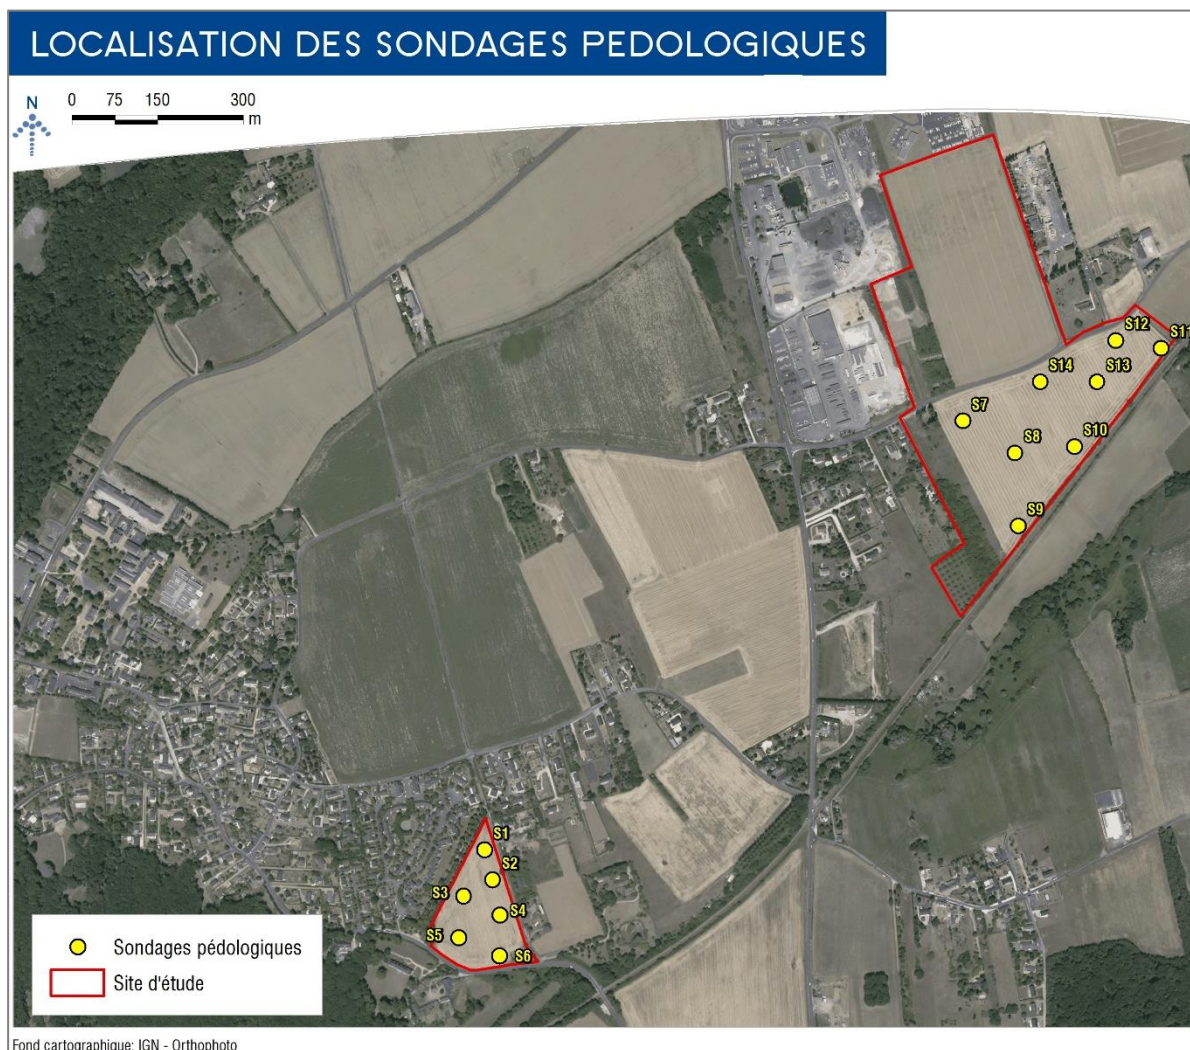 LOCALISATION DES SONDAGES PEDOLOGIQUES
N
0 75 150 300
m
S12
S11
S14
S13
S7
S8
S10
S9
S1
S2
S3
S4
S5
S6
Sondages pédologiques
Site d'étude
Fond cartographique: IGN - Orthophoto